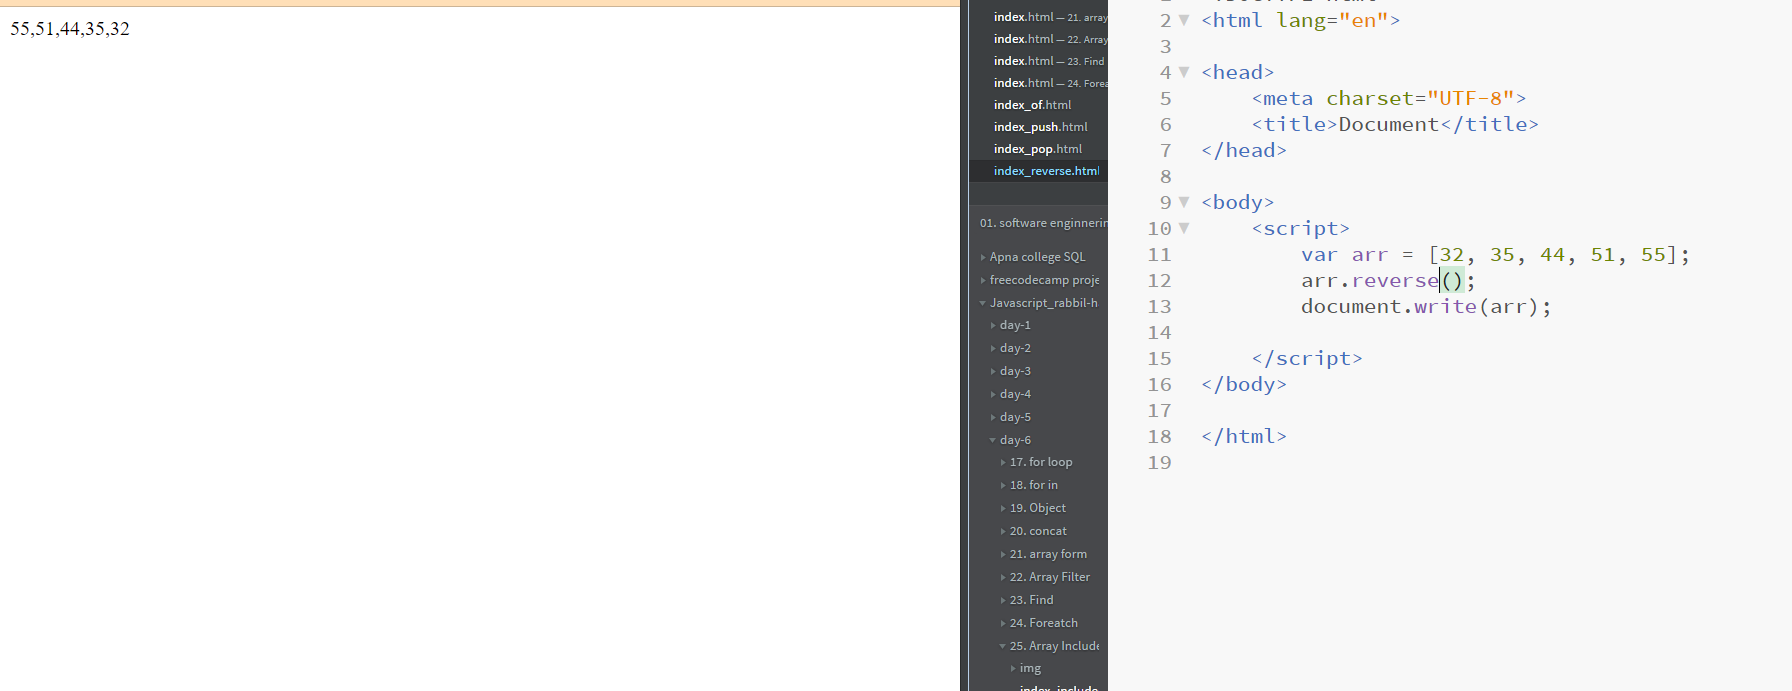 55,51,44,35,32
index.html — 21. array
index.html — 22. Array
index.html — 23. Find
index.html — 24. Forea
index_of.html
index_push.html
index_pop.html
index_reverse.html
01. software enginnerin
Apna college SQL
freecodecamp proje
Javascript_rabbil-h
day-1
day-2
day-3
day-4
day-5
day-6
17. for loop
18. for in
19. Object
20. concat
21. array form
22. Array Filter
23. Find
24. Foreatch
25. Array Include
img
index_include
2 <html lang="en">
3
4 <head>
5 <meta charset="UTF-8">
6 <title>Document</title>
7 </head>
8
9 <body>
10 <script>
11 var arr = [32, 35, 44, 51, 55];
12 arr.reverse();
13 document.write(arr);
14
15 </script>
16 </body>
17
18 </html>
19